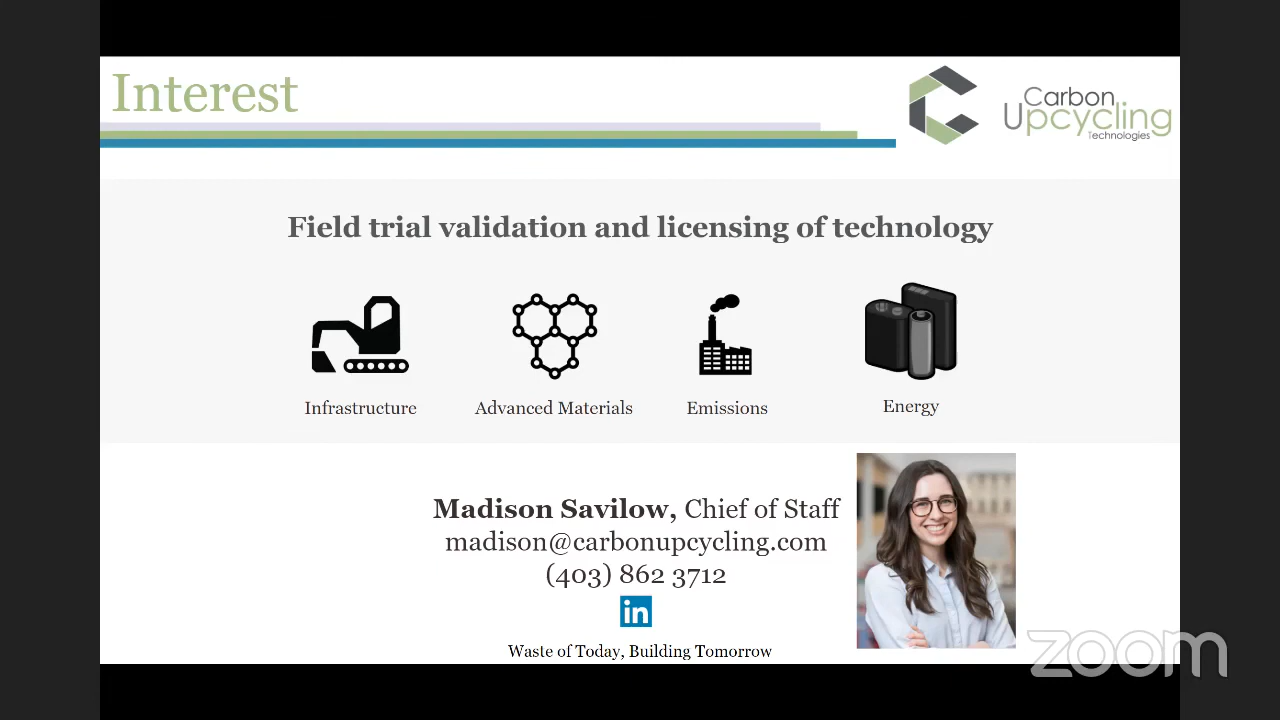 Interest
Carbon
Upcycling
Technologies
Field trial validation and licensing of technology
Infrastructure
Advanced Materials
Emissions
Energy
Madison Savilow, Chief of Staff
madison@carbonupcycling.com
(403) 862 3712
in
Waste of Today, Building Tomorrow
zoom